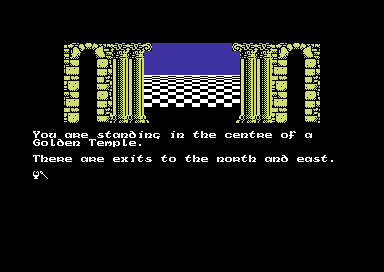 You are standing in the centre of a
Golden Temple.
There are exits to the north and east.